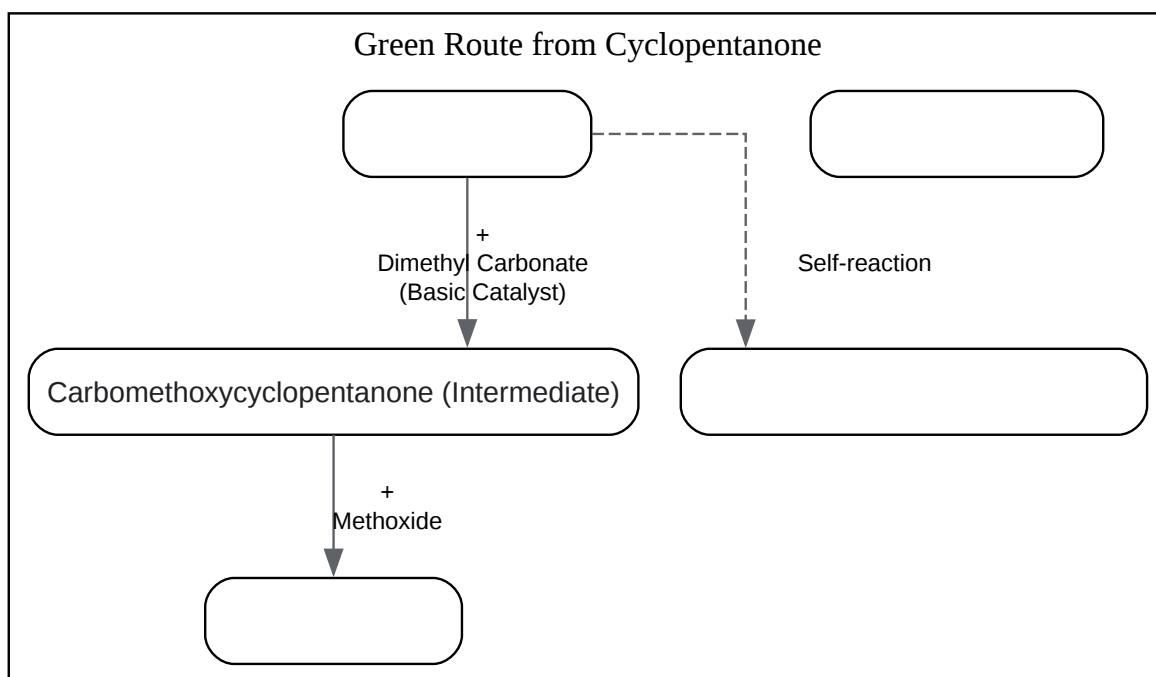 Green Route from Cyclopentanone
+
Dimethyl Carbonate
(Basic Catalyst)
Self-reaction
Carbomethoxycyclopentanone (Intermediate)
+
Methoxide